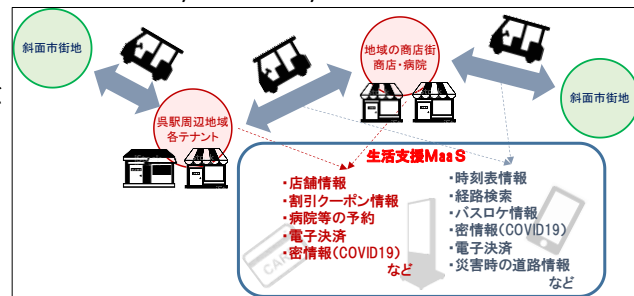 斜面市街地
地域の商店街
商店・病院
斜面市街地
呉駅周辺地域
各テナント
生活支援MaaS
・店舗情報
・割引クーポン情報
・病院等の予約
・電子決済
・密情報(COVID19)
など
・時刻表情報
・経路検索
・バスロケ情報
・密情報(COVID19)
・電子決済
・災害時の道路情報
など